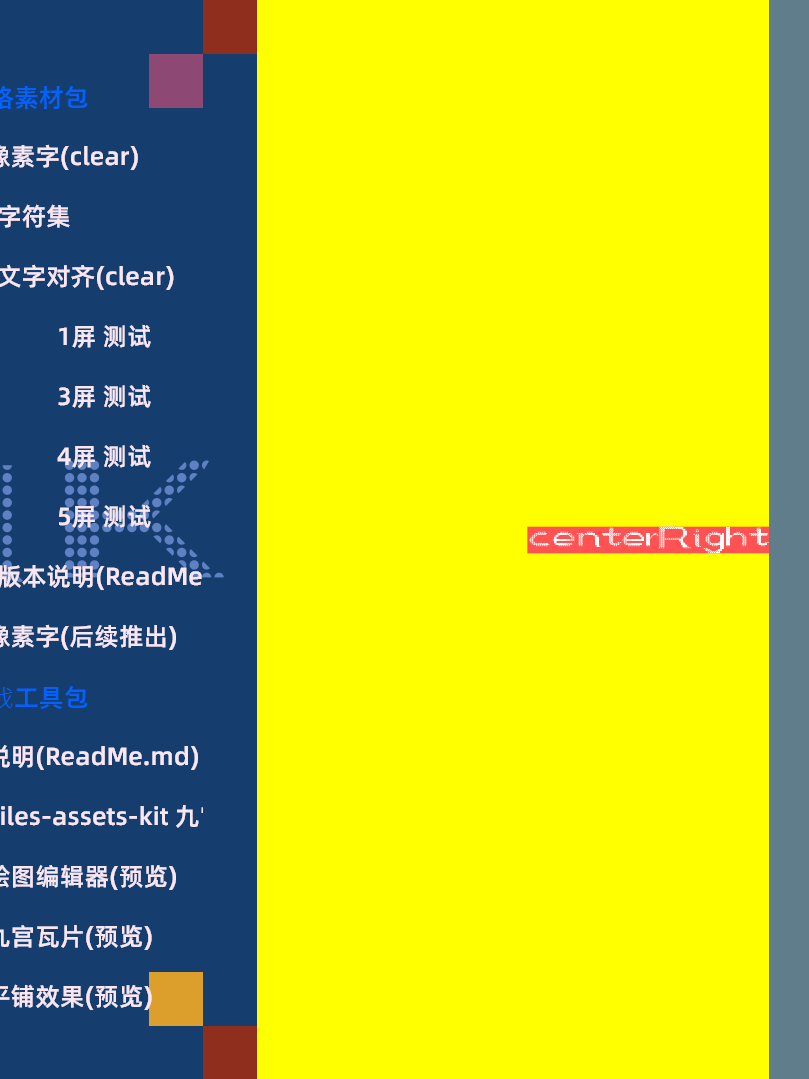 素材包
像素字(clear)
字符集
文字对齐(clear)
1屏 测试
3屏 测试
4屏 测试
5屏 测试
版本说明(ReadMe
像素字(后续推出)
工具包
说明(ReadMe.md)
iles-assets-kit 九
绘图编辑器(预览)
九宫瓦片(预览)
平铺效果(预览)
centerRight